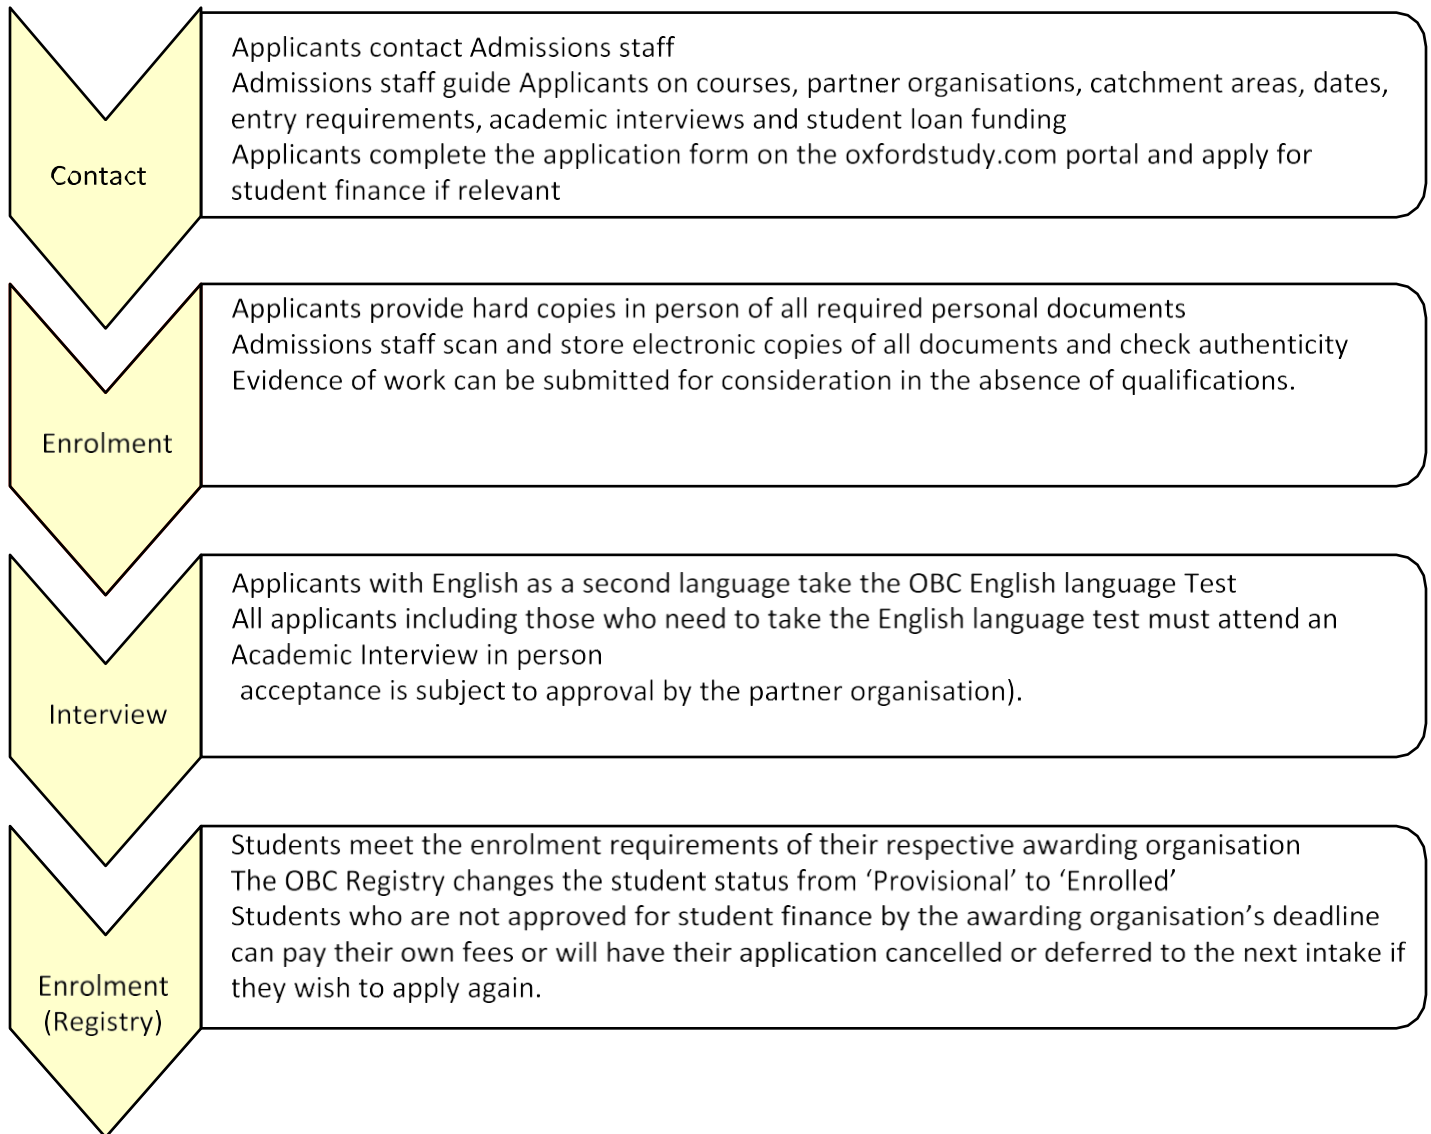 Contact
Applicants contact Admissions staff
Admissions staff guide Applicants on courses, partner organisations, catchment areas, dates,
entry requirements, academic interviews and student loan funding
Applicants complete the application form on the oxfordstudy.com portal and apply for
student finance if relevant
Enrolment
Applicants provide hard copies in person of all required personal documents
Admissions staff scan and store electronic copies of all documents and check authenticity
Evidence of work can be submitted for consideration in the absence of qualifications.
Interview
Applicants with English as a second language take the OBC English language Test
All applicants including those who need to take the English language test must attend an
Academic Interview in person
acceptance is subject to approval by the partner organisation).
Enrolment
(Registry)
Students meet the enrolment requirements of their respective awarding organisation
The OBC Registry changes the student status from ‘Provisional’ to ‘Enrolled’
Students who are not approved for student finance by the awarding organisation’s deadline
can pay their own fees or will have their application cancelled or deferred to the next intake if
they wish to apply again.